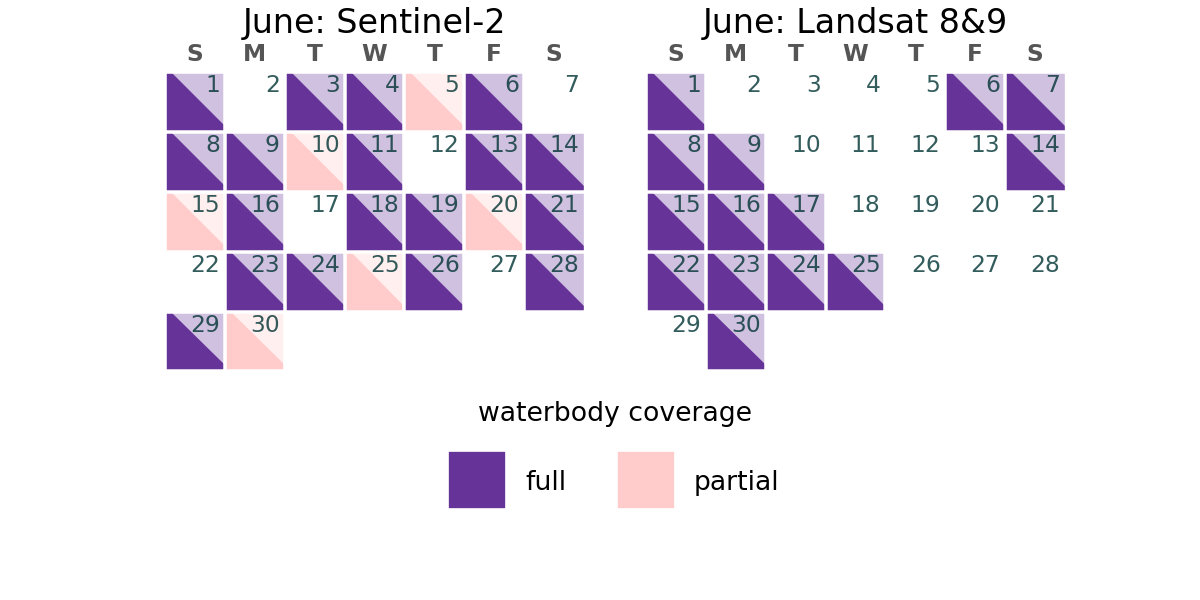 June: Sentinel-2
S M T W T F S
1 2 3 4 5 6 7
8 9 10 11 12 13 14
15 16 17 18 19 20 21
22 23 24 25 26 27 28
29 30
June: Landsat 8&9
S M T W T F S
1 2 3 4 5 6 7
8 9 10 11 12 13 14
15 16 17 18 19 20 21
22 23 24 25 26 27 28
29 30
waterbody coverage
full partial